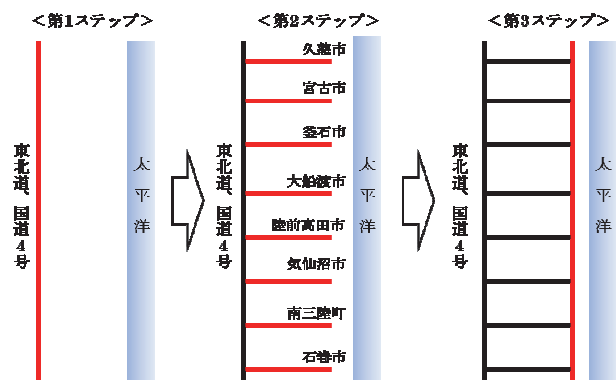 ＜第1ステップ＞
東北道、国道4号
太平洋
＜第2ステップ＞
東北道、国道4号
久慈市
宮古市
釜石市
大船渡市
陸前高田市
気仙沼市
南三陸町
石巻市
太平洋
＜第3ステップ＞
東北道、国道4号
太平洋